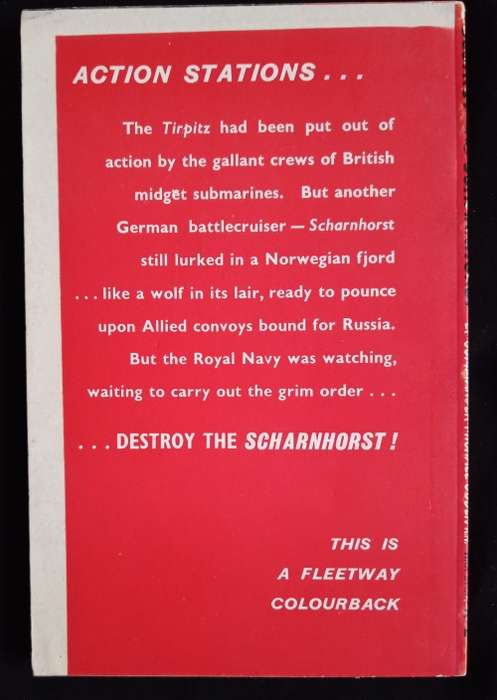 ACTION STATIONS . . .
The Tirpitz had been put out of
action by the gallant crews of British
midget submarines. But another
German battlecruiser — Scharnhorst
still lurked in a Norwegian fjord
. . . like a wolf in its lair, ready to pounce
upon Allied convoys bound for Russia.
But the Royal Navy was watching,
waiting to carry out the grim order . . .
. . . DESTROY THE SCHARNHORST !
THIS IS
A FLEETWAY
COLOURBACK